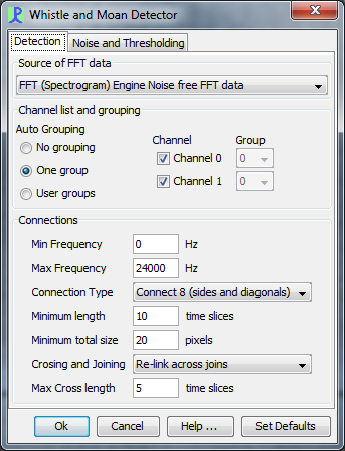 Whistle and Moan Detector
Detection Noise and Thresholding
Source of FFT data
FFT (Spectrogram) Engine Noise free FFT data
Channel list and grouping
Auto Grouping
No grouping
One group
User groups
Channel Group
Channel 0 0
Channel 1 0
Connections
Min Frequency 0 Hz
Max Frequency 24000 Hz
Connection Type Connect 8 (sides and diagonals)
Minimum length 10 time slices
Minimum total size 20 pixels
Crosing and Joining Re-link across joins
Max Cross length 5 time slices
Ok Cancel Help ... Set Defaults